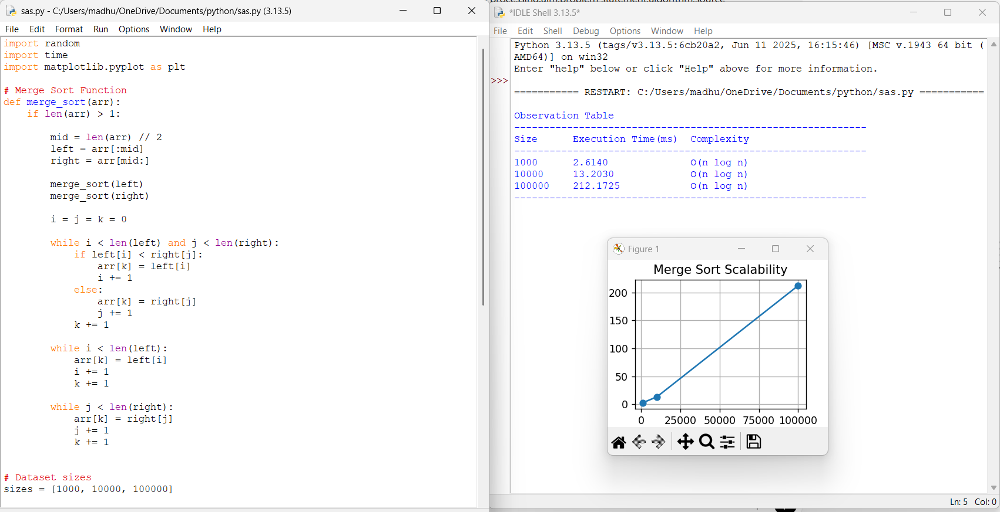 sas.py - C:/Users/madhu/OneDrive/Documents/python/sas.py (3.13.5)
File Edit Format Run Options Window Help
import random
import time
import matplotlib.pyplot as plt
# Merge Sort Function
def merge_sort(arr):
    if len(arr) > 1:
        mid = len(arr) // 2
        left = arr[:mid]
        right = arr[mid:]
        merge_sort(left)
        merge_sort(right)
        i = j = k = 0
        while i < len(left) and j < len(right):
            if left[i] < right[j]:
                arr[k] = left[i]
                i += 1
            else:
                arr[k] = right[j]
                j += 1
            k += 1
        while i < len(left):
            arr[k] = left[i]
            i += 1
            k += 1
        while j < len(right):
            arr[k] = right[j]
            j += 1
            k += 1
# Dataset sizes
sizes = [1000, 10000, 100000]
*IDLE Shell 3.13.5*
File Edit Shell Debug Options Window Help
Python 3.13.5 (tags/v3.13.5:6cb20a2, Jun 11 2025, 16:15:46) [MSC v.1943 64 bit (
AMD64)] on win32
Enter "help" below or click "Help" above for more information.
>>>
=========== RESTART: C:/Users/madhu/OneDrive/Documents/python/sas.py ===========
Observation Table
------------------------------------------------------------
Size Execution Time(ms) Complexity
------------------------------------------------------------
1000 2.6140 O(n log n)
10000 13.2030 O(n log n)
100000 212.1725 O(n log n)
------------------------------------------------------------
Figure 1
Merge Sort Scalability
200
150
100
50
0
0 25000 50000 75000 100000
Ln: 5 Col: 0